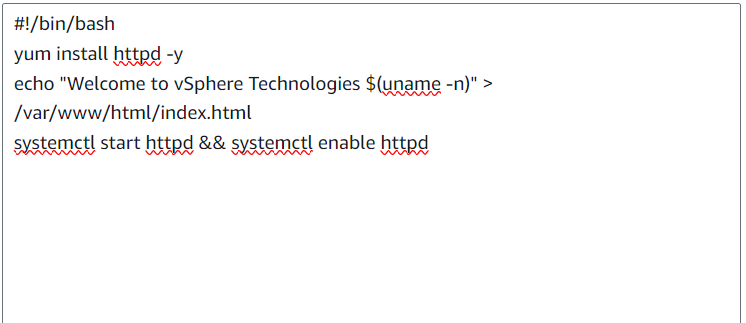 #!/bin/bash
yum install httpd -y
echo "Welcome to vSphere Technologies $(uname -n)" >
/var/www/html/index.html
systemctl start httpd && systemctl enable httpd